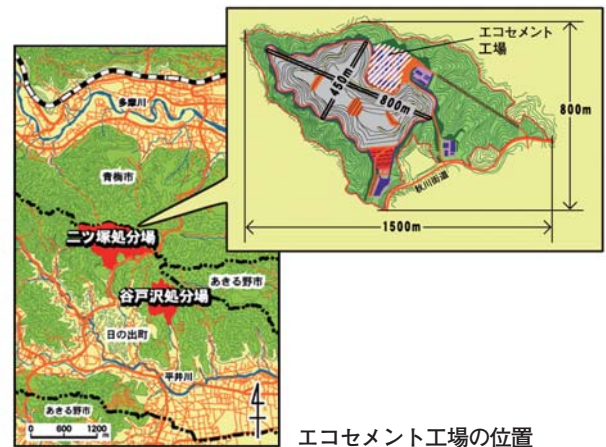 エコセメント
工場
450m
800m
800m
秋川街道
1500m
多摩川
青梅市
二ツ塚処分場
あきる野市
谷戸沢処分場
日の出町
平井川
あきる野市
0 600 1200
m
エコセメント工場の位置